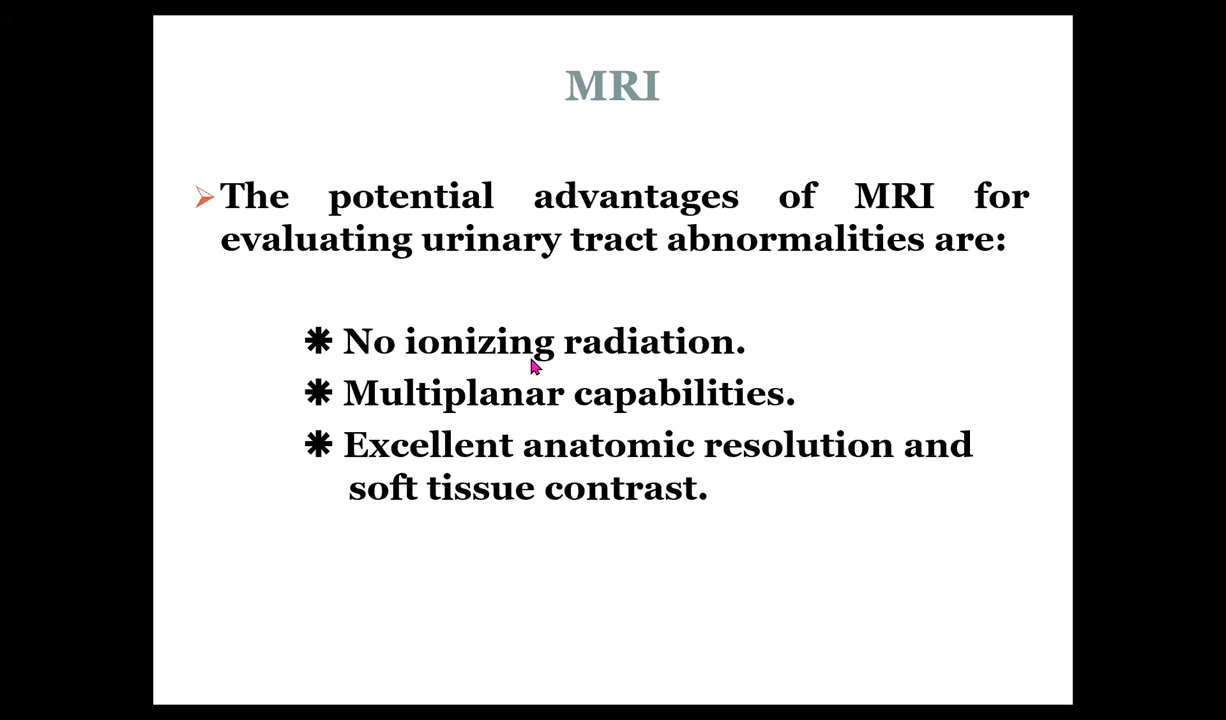 MRI
The potential advantages of MRI for
evaluating urinary tract abnormalities are:
⁕ No ionizing radiation.
⁕ Multiplanar capabilities.
⁕ Excellent anatomic resolution and
soft tissue contrast.